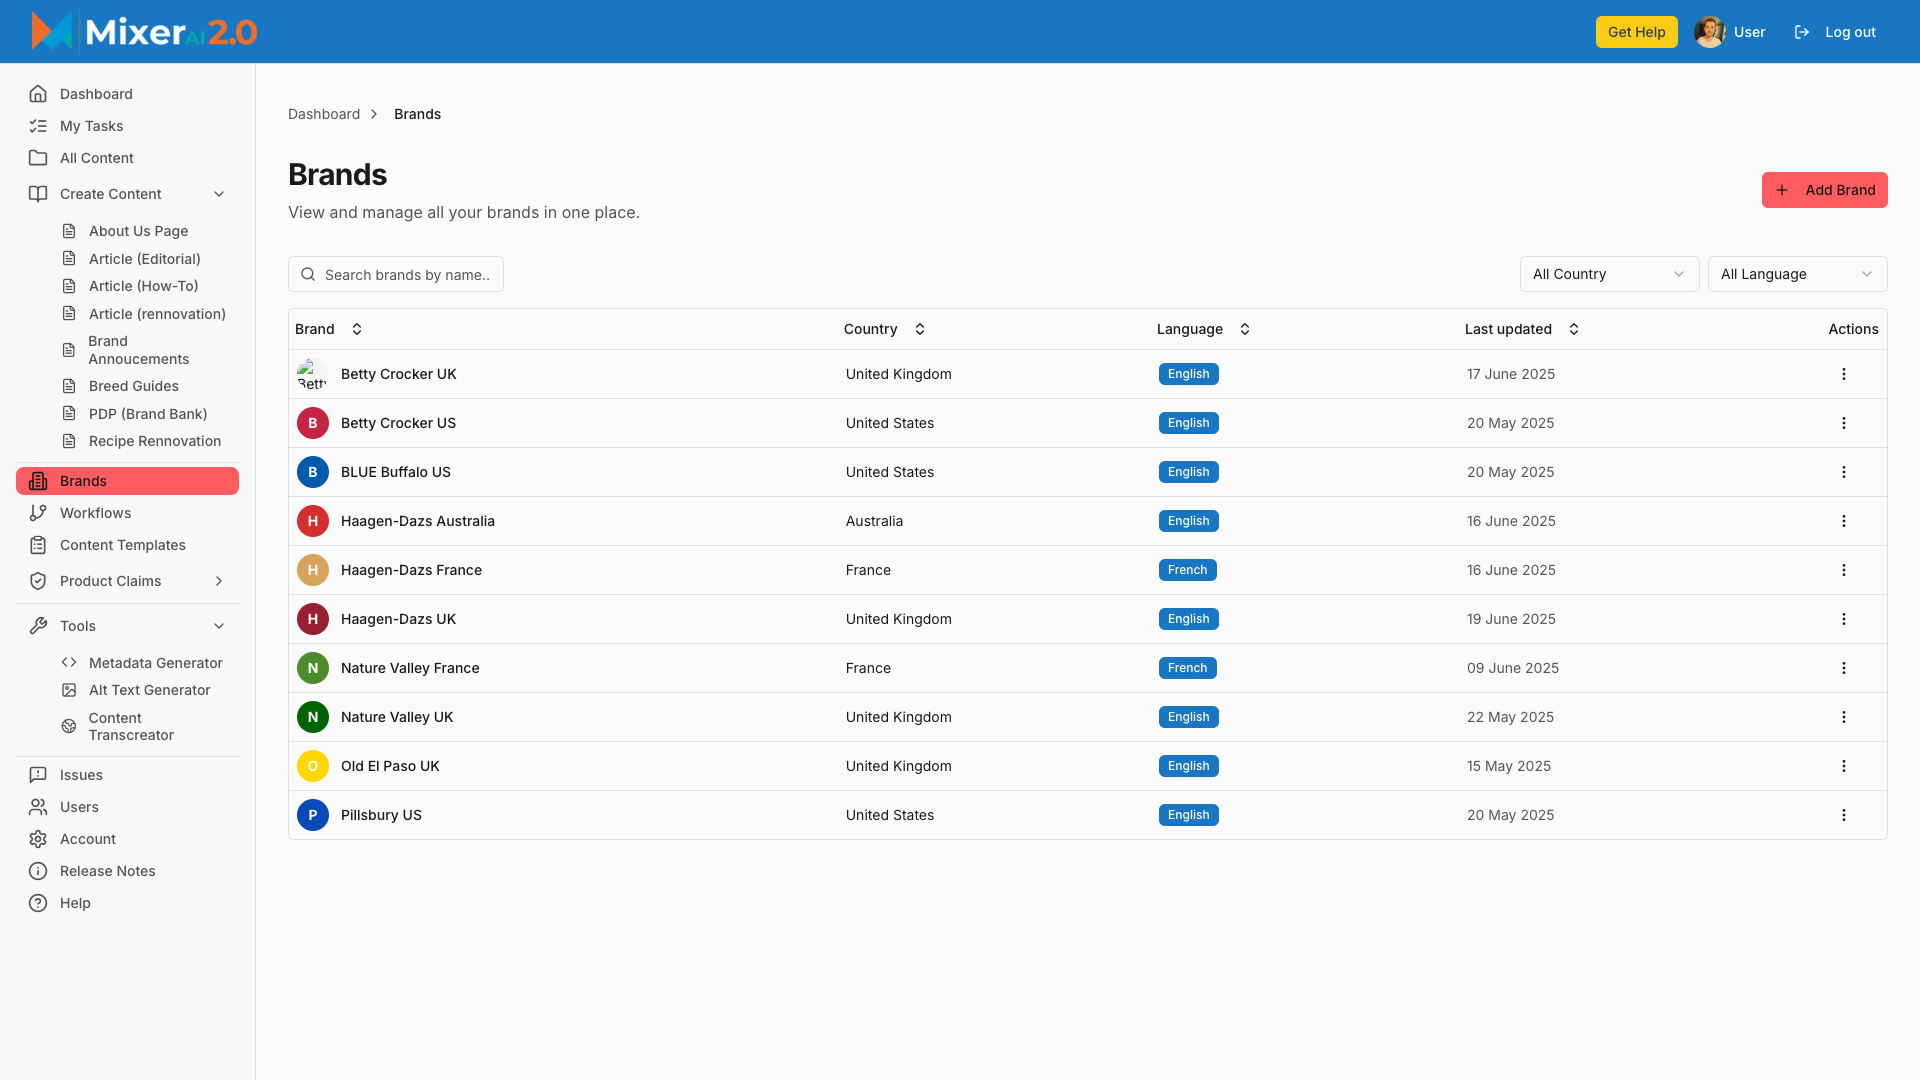 MixerAI 2.0
Get Help
User
Log out
Dashboard
My Tasks
All Content
Create Content
About Us Page
Article (Editorial)
Article (How-To)
Article (rennovation)
Brand
Annoucements
Breed Guides
PDP (Brand Bank)
Recipe Rennovation
Brands
Workflows
Content Templates
Product Claims
Tools
Metadata Generator
Alt Text Generator
Content
Transcreator
Issues
Users
Account
Release Notes
Help
Dashboard Brands
Brands
View and manage all your brands in one place.
Add Brand
Search brands by name..
All Country
All Language
Brand Country Language Last updated Actions
Betty Betty Crocker UK United Kingdom English 17 June 2025
B Betty Crocker US United States English 20 May 2025
B BLUE Buffalo US United States English 20 May 2025
H Haagen-Dazs Australia Australia English 16 June 2025
H Haagen-Dazs France France French 16 June 2025
H Haagen-Dazs UK United Kingdom English 19 June 2025
N Nature Valley France France French 09 June 2025
N Nature Valley UK United Kingdom English 22 May 2025
O Old El Paso UK United Kingdom English 15 May 2025
P Pillsbury US United States English 20 May 2025